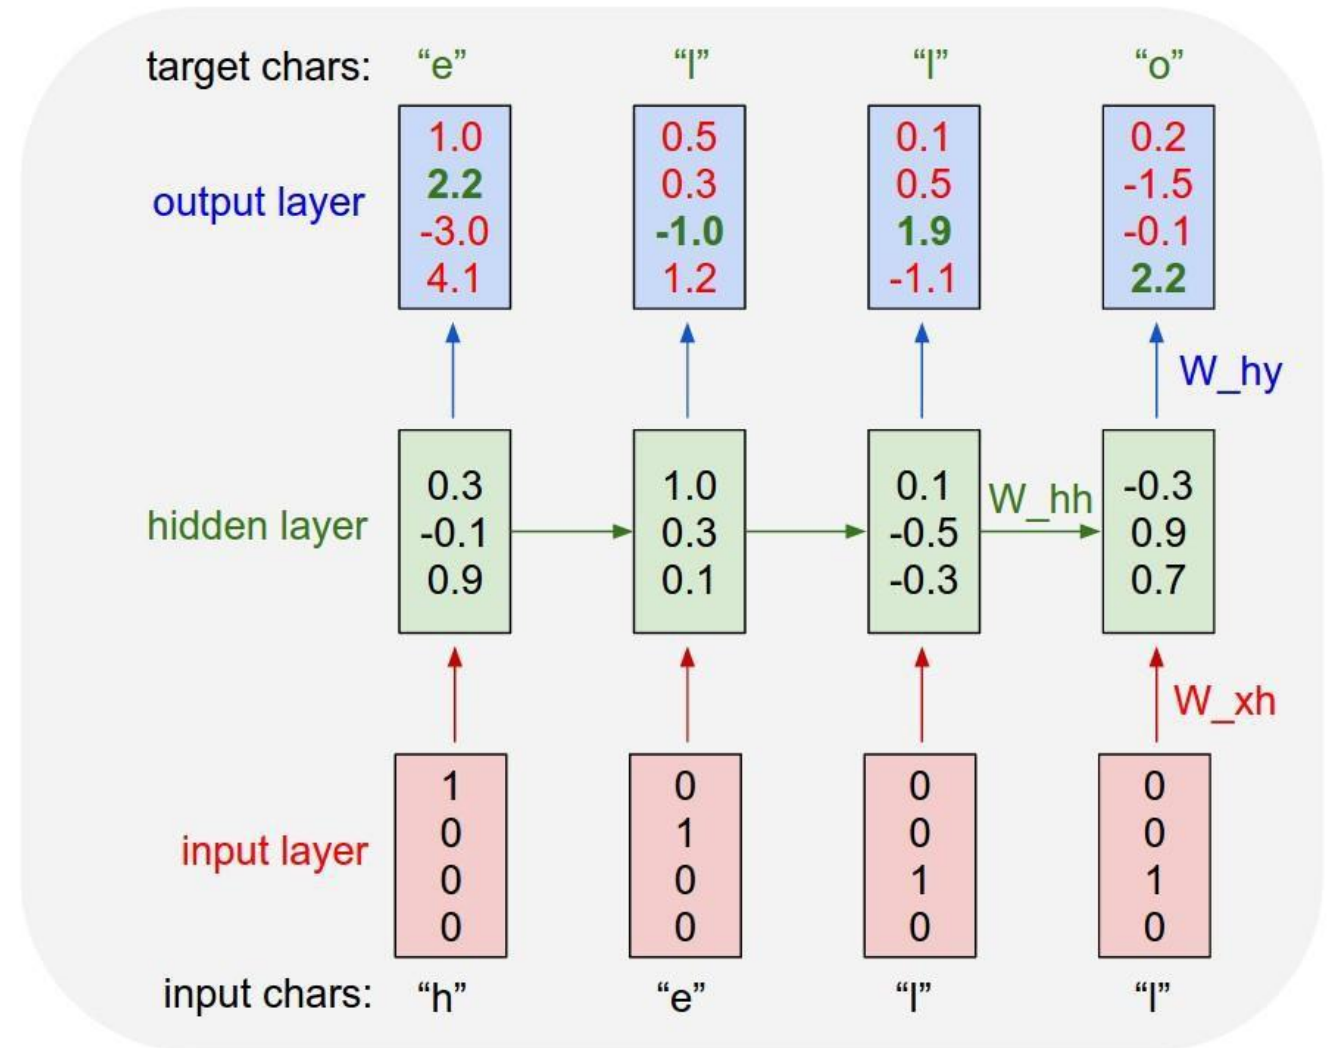 target chars: “e” “l” “l” “o”
1.0 0.5 0.1 0.2
2.2 0.3 0.5 -1.5
output layer
-3.0 -1.0 1.9 -0.1
4.1 1.2 -1.1 2.2
W_hy
0.3 1.0 0.1 -0.3
W_hh
hidden layer -0.1 0.3 -0.5 0.9
0.9 0.1 -0.3 0.7
W_xh
1 0 0 0
0 1 0 0
input layer
0 0 1 1
0 0 0 0
input chars: “h” “e” “l” “l”